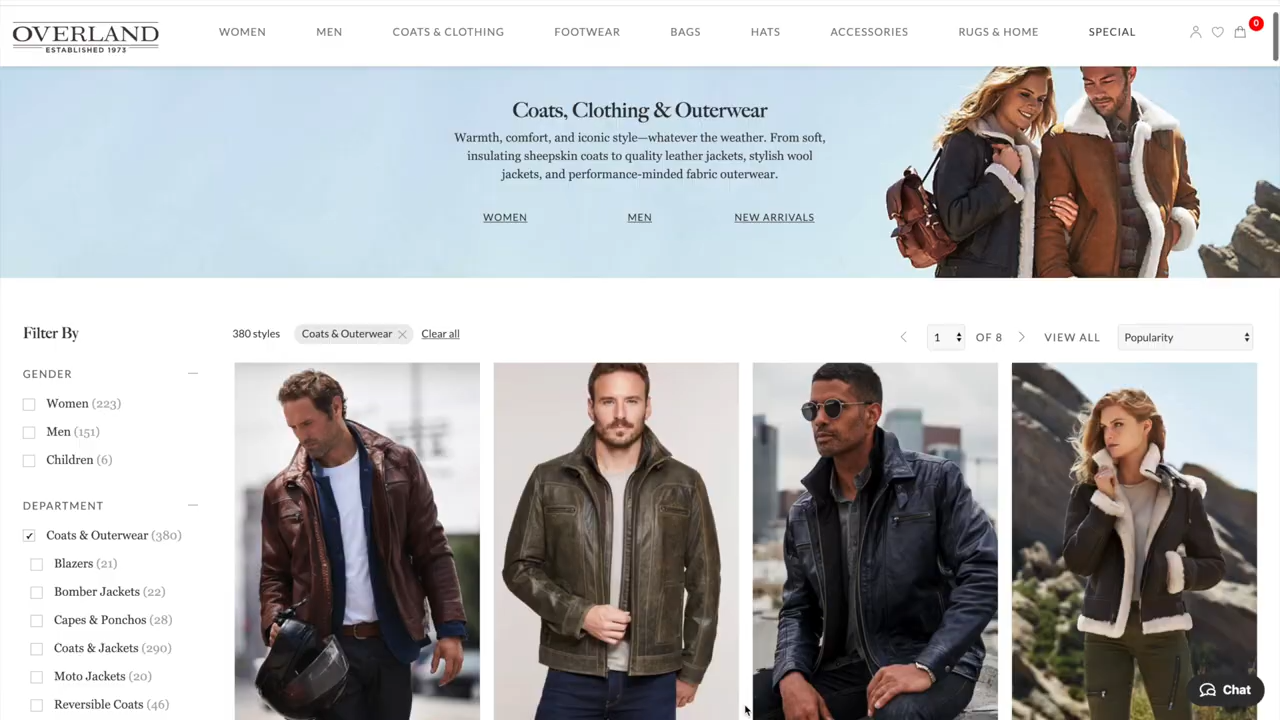 OVERLAND
ESTABLISHED 1973
WOMEN
MEN
COATS & CLOTHING
FOOTWEAR
BAGS
HATS
ACCESSORIES
RUGS & HOME
SPECIAL
0
Coats, Clothing & Outerwear
Warmth, comfort, and iconic style—whatever the weather. From soft,
insulating sheepskin coats to quality leather jackets, stylish wool
jackets, and performance-minded fabric outerwear.
WOMEN
MEN
NEW ARRIVALS
Filter By
380 styles
Coats & Outerwear
Clear all
1
OF 8
VIEW ALL
Popularity
GENDER
Women (223)
Men (151)
Children (6)
DEPARTMENT
Coats & Outerwear (380)
Blazers (21)
Bomber Jackets (22)
Capes & Ponchos (28)
Coats & Jackets (290)
Moto Jackets (20)
Reversible Coats (46)
Chat